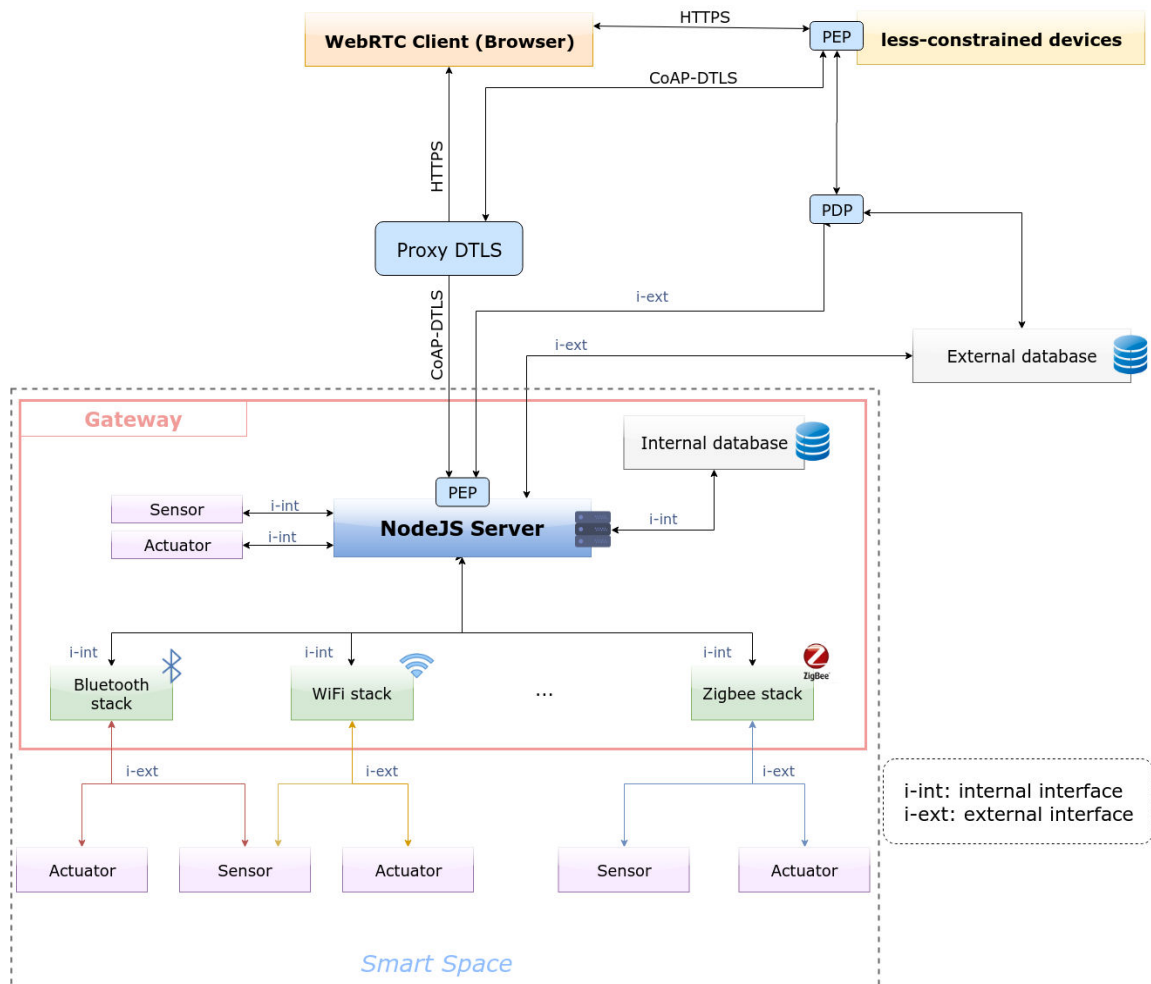 HTTPS
WebRTC Client (Browser)
PEP
less-constrained devices
CoAP-DTLS
HTTPS
PDP
Proxy DTLS
i-ext
CoAP-DTLS
i-ext
External database
Gateway
Internal database
PEP
Sensor
i-int
NodeJS Server
i-int
Actuator
i-int
i-int
i-int
i-int
Bluetooth
stack
WiFi stack
...
Zigbee stack
ZigBee
i-ext
i-ext
i-ext
i-int: internal interface
i-ext: external interface
Actuator
Sensor
Actuator
Sensor
Actuator
Smart Space